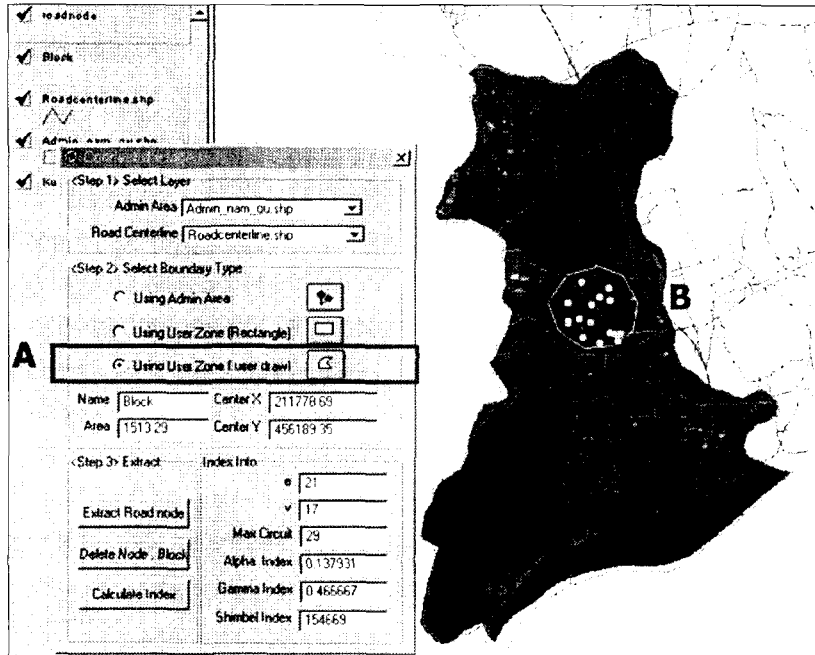 roadnode
Block
Roadcenterline.shp
Admin_nam_gu.shp
<Step 1> Select Layer
Admin Area Admin_nam_gu.shp
Road Centerline Roadcenterline.shp
<Step 2> Select Boundary Type
Using Admin Area
Using User Zone (Rectangle)
A
Using User Zone (user draw)
B
Name Block Center X 211778.69
Area 1513.29 Center Y 456189.35
<Step 3> Extract
Index Info
e 21
v 17
Extract Road node
Max Circuit 29
Delete Node, Block
Alpha Index 0.137931
Calculate Index
Gamma Index 0.466667
Shimbel Index 154669